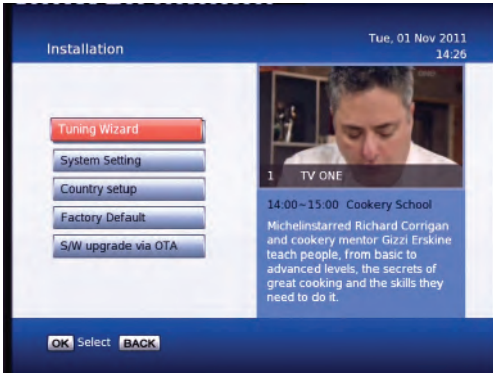 Installation
Tue, 01 Nov 2011
14:26
Tuning Wizard
System Setting
Country setup
Factory Default
S/W upgrade via OTA
1 TV ONE
14:00~15:00 Cookery School
Michelinstarred Richard Corrigan
and cookery mentor Gizzi Erskine
teach people, from basic to
advanced levels, the secrets of
great cooking and the skills they
need to do it.
OK Select BACK